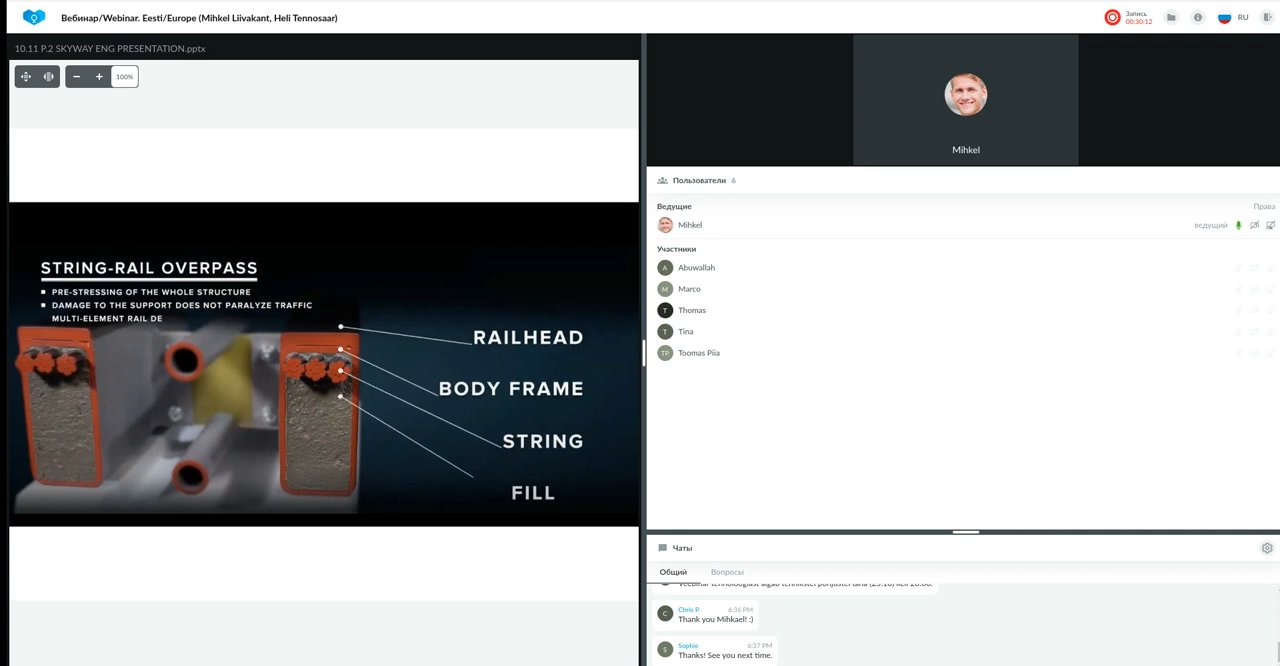 Вебинар/Webinar. Eesti/Europe (Mihkel Liivakant, Heli Tennosaar)
Запись
00:30:12
RU
10.11 P.2 SKYWAY ENG PRESENTATION.pptx
100%
STRING-RAIL OVERPASS
PRE-STRESSING OF THE WHOLE STRUCTURE
DAMAGE TO THE SUPPORT DOES NOT PARALYZE TRAFFIC
MULTI-ELEMENT RAIL DE
RAILHEAD
BODY FRAME
STRING
FILL
Mihkel
Пользователи 6
Ведущие Права
Mihkel ведущий
Участники
A Abuwallah
M Marco
T Thomas
T Tina
TP Toomas Piia
Чаты
Общий Вопросы
C Chris P. 6:36 PM
Thank you Mihkael! :)
S Sophie 6:37 PM
Thanks! See you next time.